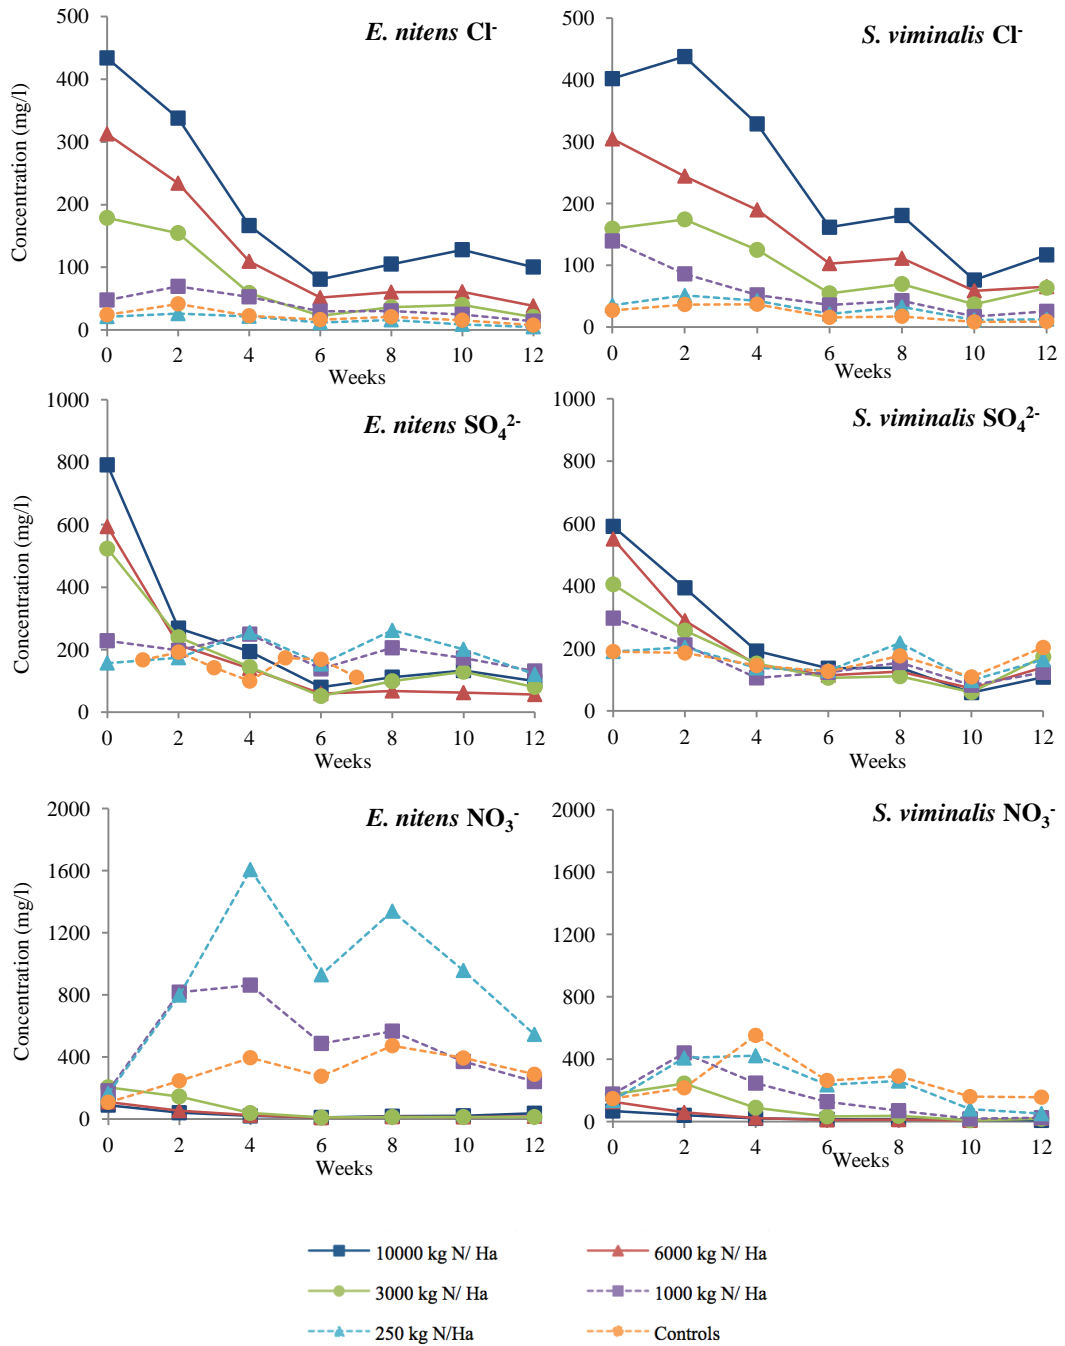 E. nitens Cl-
500
400
300
200
100
0
Concentration (mg/l)
0 2 4 6 8 10 12
Weeks
S. viminalis Cl-
500
400
300
200
100
0
0 2 4 6 8 10 12
Weeks
E. nitens SO4 2-
1000
800
600
400
200
0
Concentration (mg/l)
0 2 4 6 8 10 12
Weeks
S. viminalis SO4 2-
1000
800
600
400
200
0
0 2 4 6 8 10 12
Weeks
E. nitens NO3-
2000
1600
1200
800
400
0
Concentration (mg/l)
0 2 4 6 8 10 12
Weeks
S. viminalis NO3-
2000
1600
1200
800
400
0
0 2 4 6 8 10 12
Weeks
10000 kg N/ Ha
6000 kg N/ Ha
3000 kg N/ Ha
1000 kg N/ Ha
250 kg N/Ha
Controls